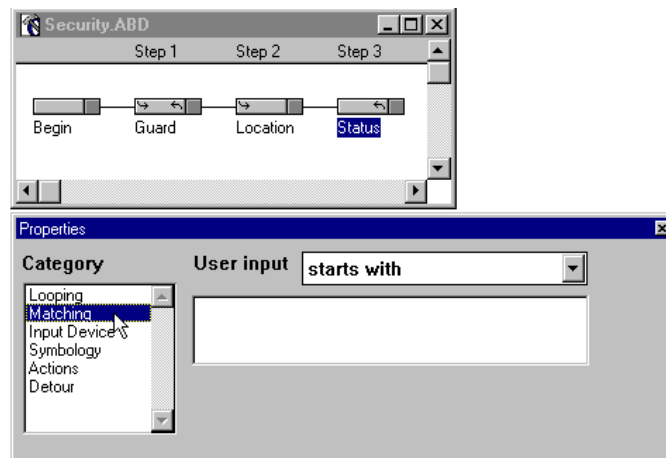 Security.ABD
Step 1 Step 2 Step 3
Begin Guard Location Status
Properties
Category User input starts with
Looping
Matching
Input Device
Symbology
Actions
Detour